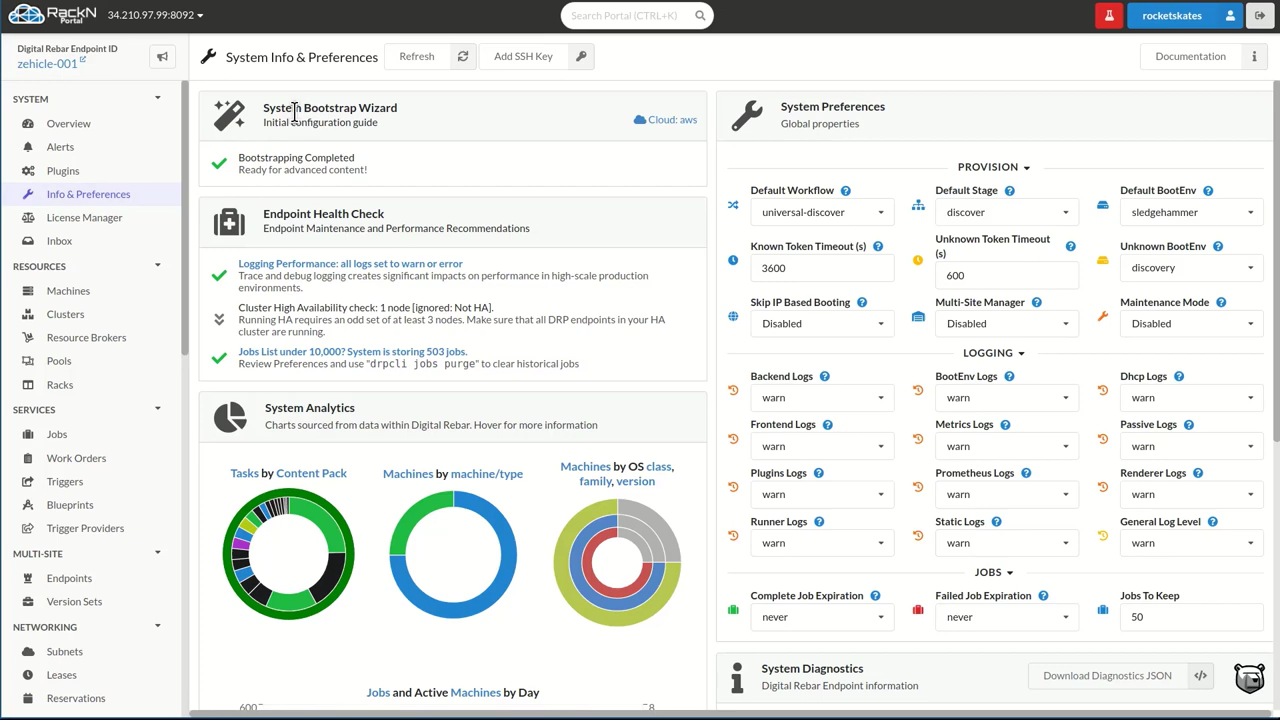 RackN
PORTAL
34.210.97.99:8092
Search Portal (CTRL+K)
rocketskates
Digital Rebar Endpoint ID
zehicle-001
System Info & Preferences
Refresh
Add SSH Key
Documentation
SYSTEM
Overview
Alerts
Plugins
Info & Preferences
License Manager
Inbox
RESOURCES
Machines
Clusters
Resource Brokers
Pools
Racks
SERVICES
Jobs
Work Orders
Triggers
Blueprints
Trigger Providers
MULTI-SITE
Endpoints
Version Sets
NETWORKING
Subnets
Leases
Reservations
System Bootstrap Wizard
Initial configuration guide
Cloud: aws
Bootstrapping Completed
Ready for advanced content!
Endpoint Health Check
Endpoint Maintenance and Performance Recommendations
Logging Performance: all logs set to warn or error
Trace and debug logging creates significant impacts on performance in high-scale production
environments.
Cluster High Availability check: 1 node [ignored: Not HA].
Running HA requires an odd set of at least 3 nodes. Make sure that all DRP endpoints in your HA
cluster are running.
Jobs List under 10,000? System is storing 503 jobs.
Review Preferences and use "drpcli jobs purge" to clear historical jobs
System Analytics
Charts sourced from data within Digital Rebar. Hover for more information
Tasks by Content Pack
Machines by machine/type
Machines by OS class,
family, version
Jobs and Active Machines by Day
600
8
System Preferences
Global properties
PROVISION
Default Workflow
Default Stage
Default BootEnv
universal-discover
discover
sledgehammer
Known Token Timeout (s)
Unknown Token Timeout
(s)
Unknown BootEnv
3600
600
discovery
Skip IP Based Booting
Multi-Site Manager
Maintenance Mode
Disabled
Disabled
Disabled
LOGGING
Backend Logs
BootEnv Logs
Dhcp Logs
warn
warn
warn
Frontend Logs
Metrics Logs
Passive Logs
warn
warn
warn
Plugins Logs
Prometheus Logs
Renderer Logs
warn
warn
warn
Runner Logs
Static Logs
General Log Level
warn
warn
warn
JOBS
Complete Job Expiration
Failed Job Expiration
Jobs To Keep
never
never
50
System Diagnostics
Digital Rebar Endpoint information
Download Diagnostics JSON